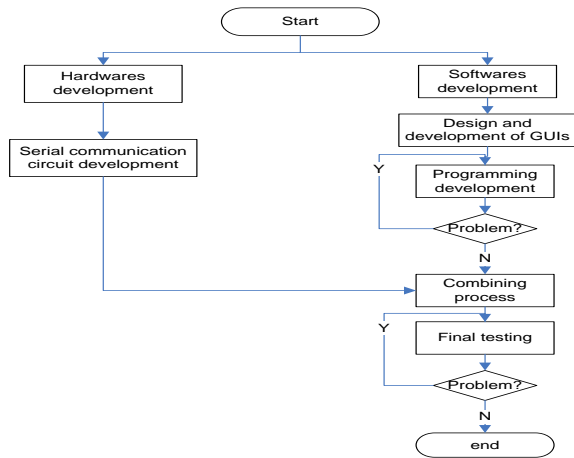 Start
Hardwares
development
Softwares
development
Serial communication
circuit development
Design and
development of GUIs
Y
Programming
development
Problem?
N
Combining
process
Y
Final testing
Problem?
N
end